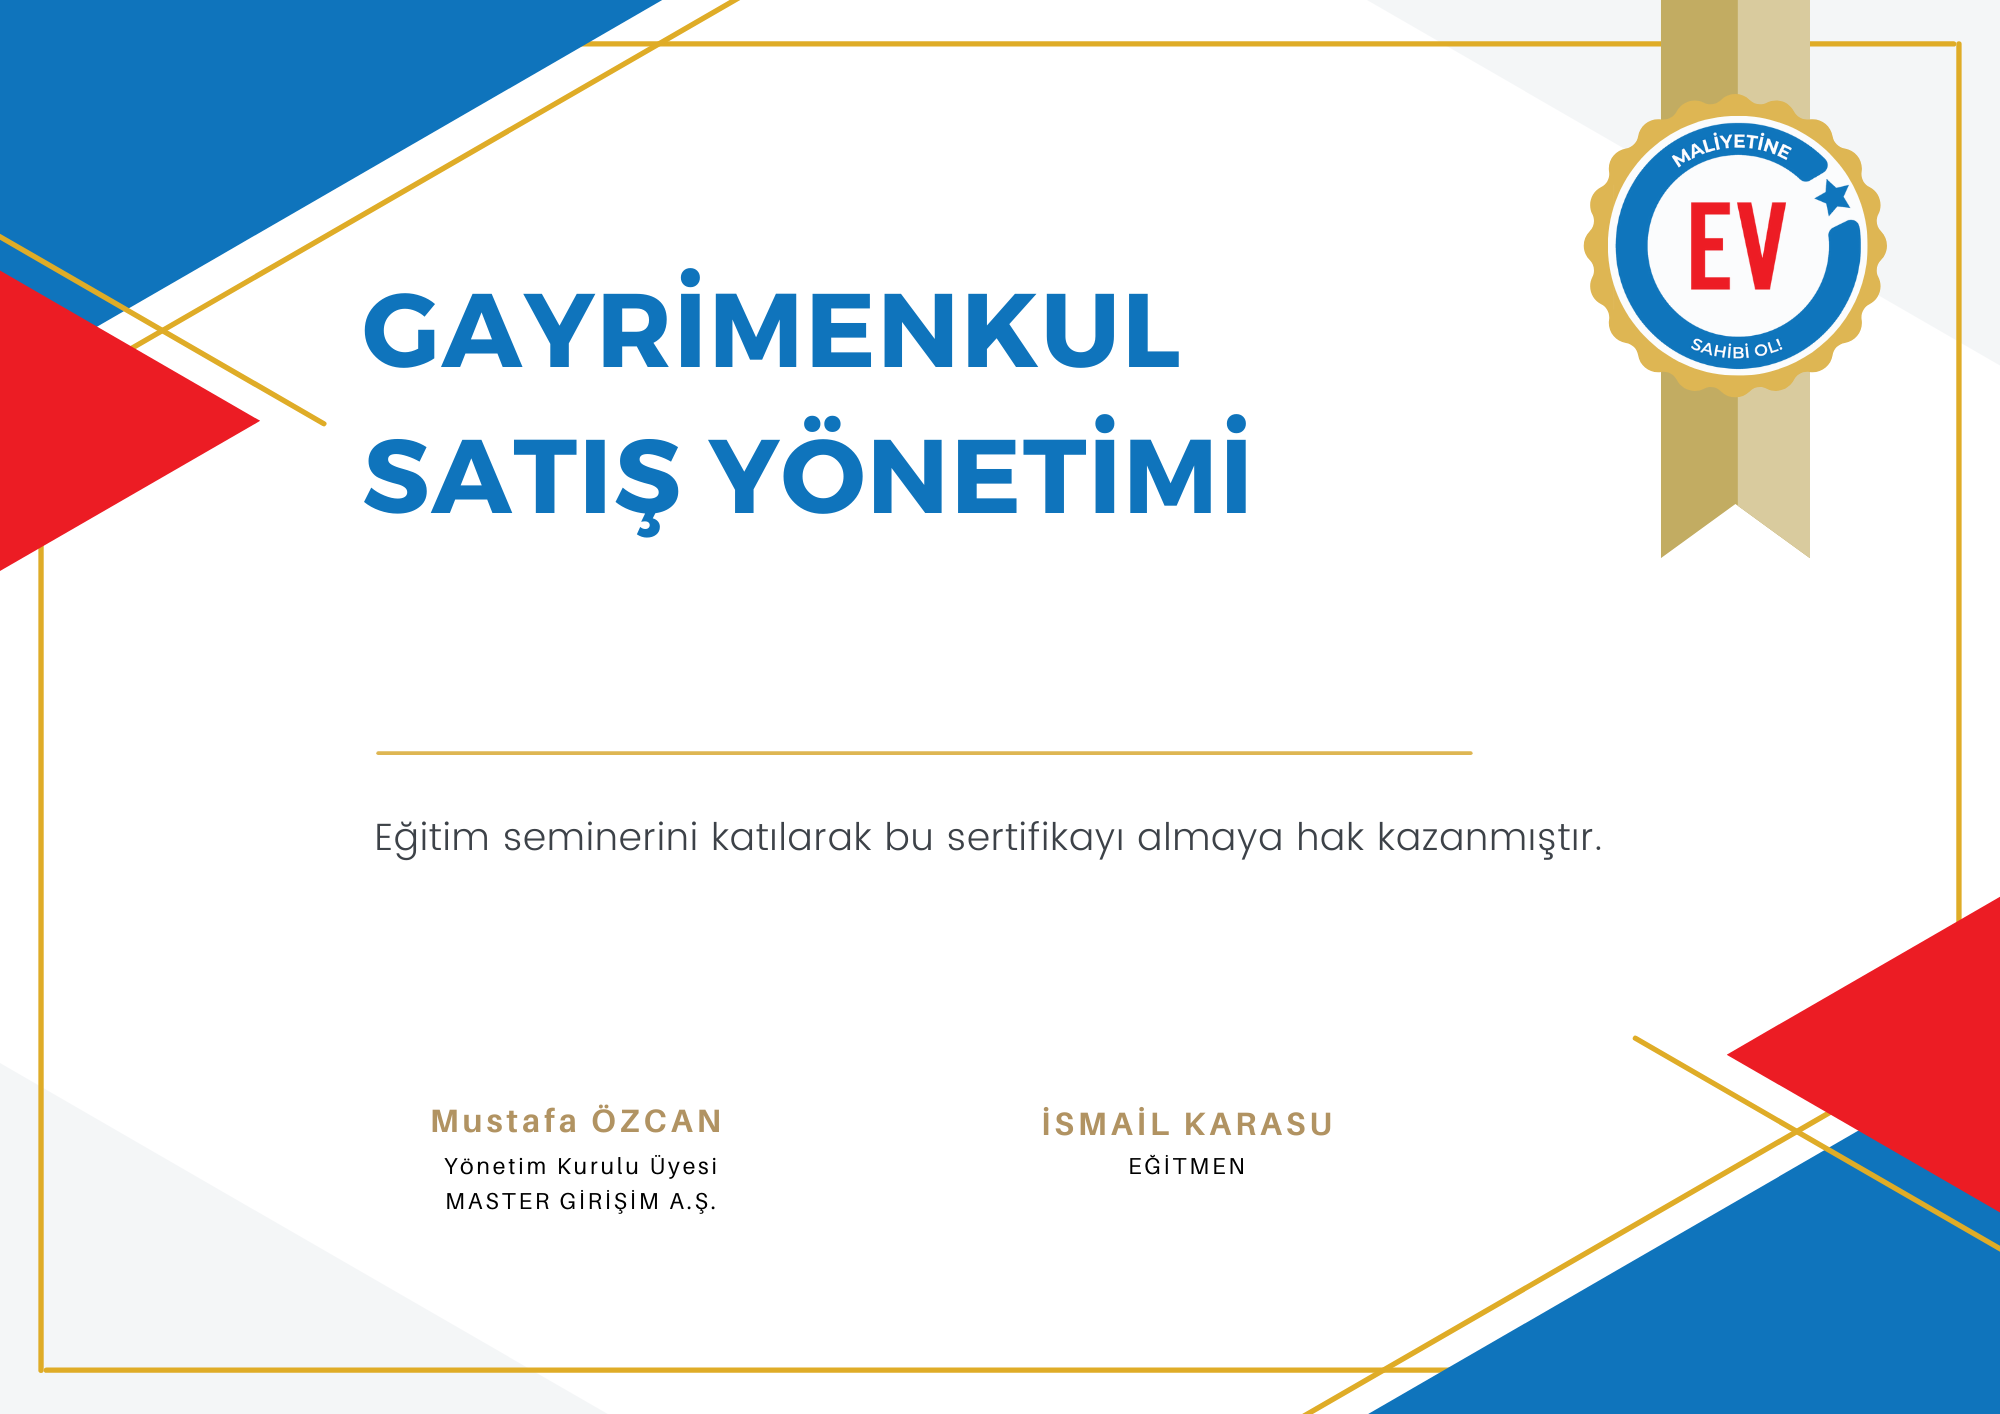 MALİYETİNE
EV
SAHİBİ OL!
GAYRİMENKUL
SATIŞ YÖNETİMİ
Eğitim seminerini katılarak bu sertifikayı almaya hak kazanmıştır.
Mustafa ÖZCAN
Yönetim Kurulu Üyesi
MASTER GİRİŞİM A.Ş.
İSMAİL KARASU
EĞİTMEN